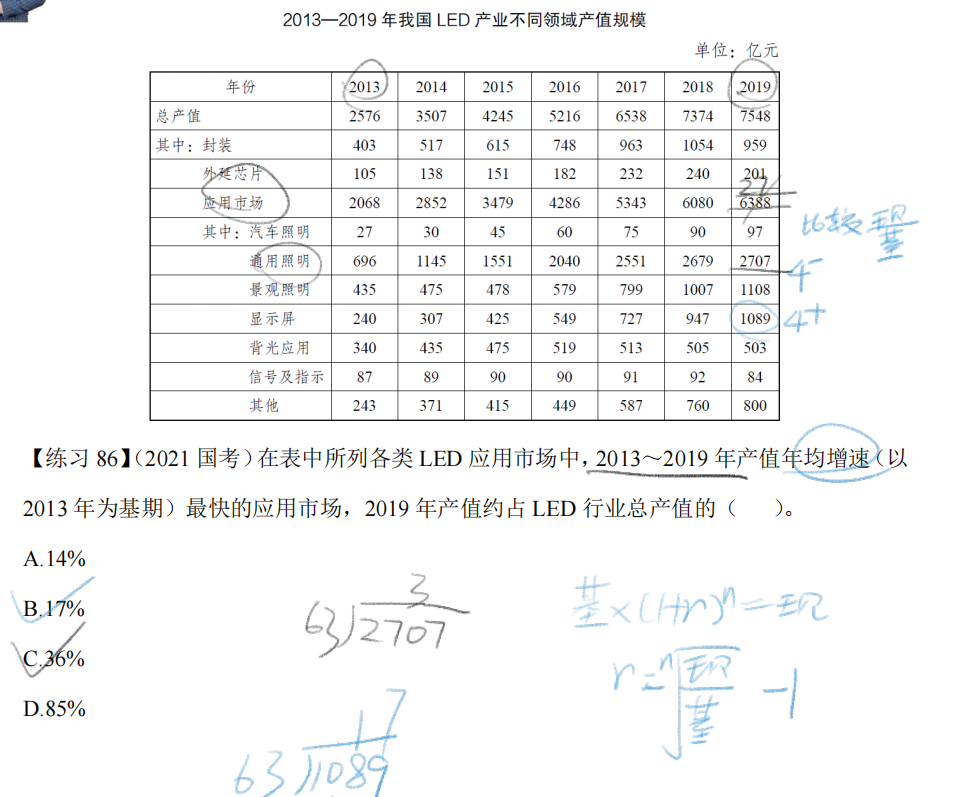 2013—2019 年我国 LED 产业不同领域产值规模
单位：亿元
年份 2013 2014 2015 2016 2017 2018 2019
总产值 2576 3507 4245 5216 6538 7374 7548
其中：封装 403 517 615 748 963 1054 959
外延芯片 105 138 151 182 232 240 201
应用市场 2068 2852 3479 4286 5343 6080 6388
其中：汽车照明 27 30 45 60 75 90 97
比较 现/基
通用照明 696 1145 1551 2040 2551 2679 2707
4⁻
景观照明 435 475 478 579 799 1007 1108
显示屏 240 307 425 549 727 947 1089
4⁺
背光应用 340 435 475 519 513 505 503
信号及指示 87 89 90 90 91 92 84
其他 243 371 415 449 587 760 800
【练习 86】（2021 国考）在表中所列各类 LED 应用市场中，2013～2019 年产值年均增速（以
2013 年为基期）最快的应用市场，2019 年产值约占 LED 行业总产值的（ ）。
A.14%
B.17%
C.36%
D.85%
3
63)2707
基×(1+r)ⁿ=现
r=ⁿ√现/基 -1
17
63)1089